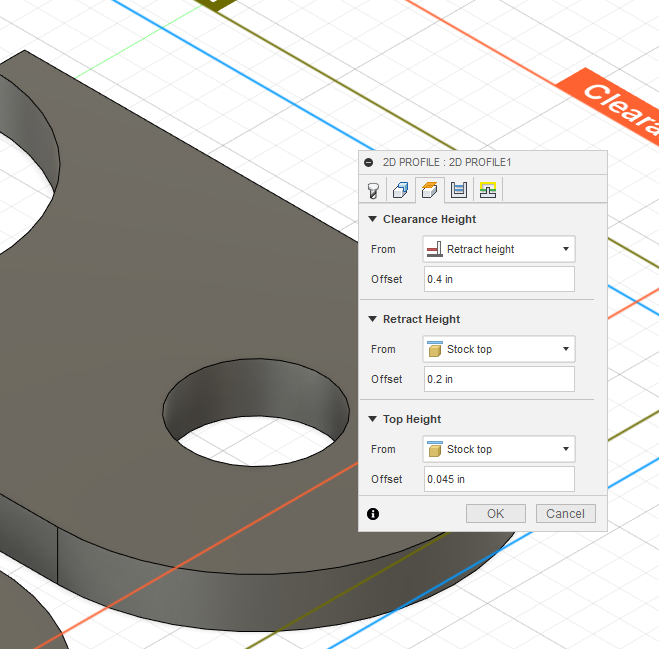 Cleara
2D PROFILE : 2D PROFILE1
Clearance Height
From Retract height
Offset 0.4 in
Retract Height
From Stock top
Offset 0.2 in
Top Height
From Stock top
Offset 0.045 in
OK Cancel